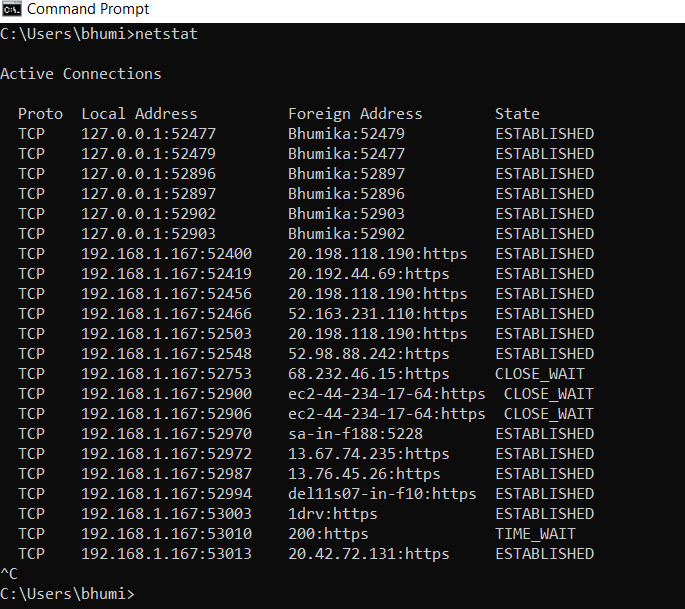 Command Prompt
C:\Users\bhumi>netstat
Active Connections
Proto  Local Address          Foreign Address        State
TCP    127.0.0.1:52477        Bhumika:52479          ESTABLISHED
TCP    127.0.0.1:52479        Bhumika:52477          ESTABLISHED
TCP    127.0.0.1:52896        Bhumika:52897          ESTABLISHED
TCP    127.0.0.1:52897        Bhumika:52896          ESTABLISHED
TCP    127.0.0.1:52902        Bhumika:52903          ESTABLISHED
TCP    127.0.0.1:52903        Bhumika:52902          ESTABLISHED
TCP    192.168.1.167:52400    20.198.118.190:https   ESTABLISHED
TCP    192.168.1.167:52419    20.192.44.69:https     ESTABLISHED
TCP    192.168.1.167:52456    20.198.118.190:https   ESTABLISHED
TCP    192.168.1.167:52466    52.163.231.110:https   ESTABLISHED
TCP    192.168.1.167:52503    20.198.118.190:https   ESTABLISHED
TCP    192.168.1.167:52548    52.98.88.242:https     ESTABLISHED
TCP    192.168.1.167:52753    68.232.46.15:https     CLOSE_WAIT
TCP    192.168.1.167:52900    ec2-44-234-17-64:https  CLOSE_WAIT
TCP    192.168.1.167:52906    ec2-44-234-17-64:https  CLOSE_WAIT
TCP    192.168.1.167:52970    sa-in-f188:5228        ESTABLISHED
TCP    192.168.1.167:52972    13.67.74.235:https     ESTABLISHED
TCP    192.168.1.167:52987    13.76.45.26:https      ESTABLISHED
TCP    192.168.1.167:52994    del11s07-in-f10:https  ESTABLISHED
TCP    192.168.1.167:53003    1drv:https             ESTABLISHED
TCP    192.168.1.167:53010    200:https              TIME_WAIT
TCP    192.168.1.167:53013    20.42.72.131:https     ESTABLISHED
^C
C:\Users\bhumi>